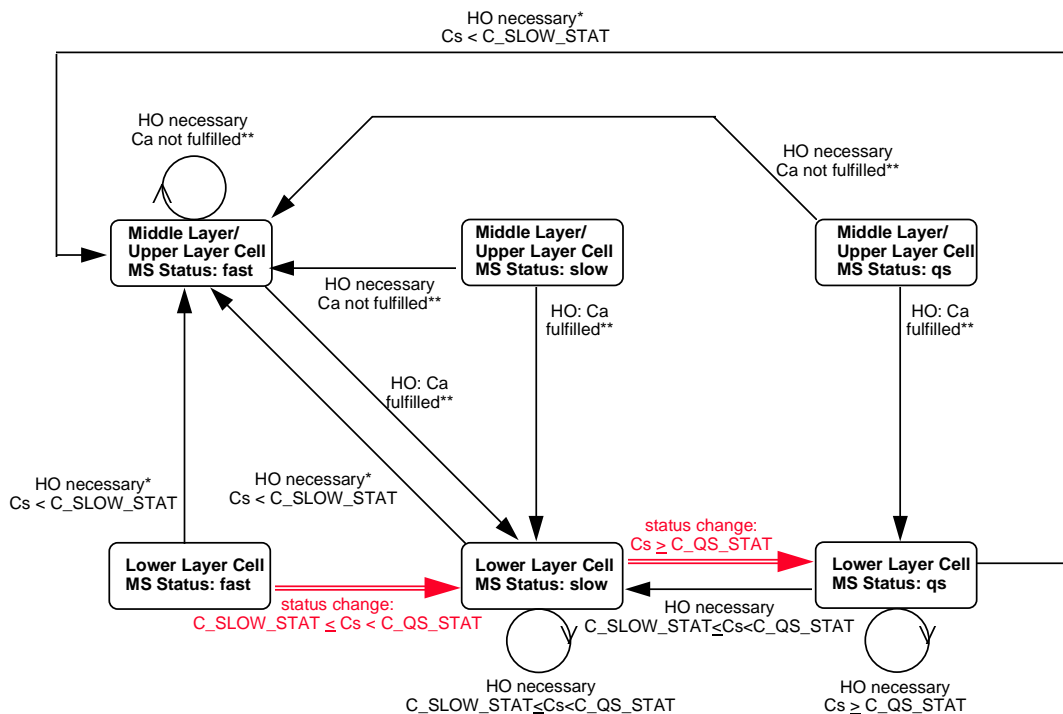 HO necessary*
Cs < C_SLOW_STAT
HO necessary
Ca not fulfilled**
HO necessary
Ca not fulfilled**
Middle Layer/
Upper Layer Cell
MS Status: fast
Middle Layer/
Upper Layer Cell
MS Status: slow
Middle Layer/
Upper Layer Cell
MS Status: qs
HO necessary
Ca not fulfilled**
HO: Ca
fulfilled**
HO: Ca
fulfilled**
HO: Ca
fulfilled**
HO necessary*
Cs < C_SLOW_STAT
HO necessary*
Cs < C_SLOW_STAT
status change:
Cs ≥ C_QS_STAT
Lower Layer Cell
MS Status: fast
Lower Layer Cell
MS Status: slow
Lower Layer Cell
MS Status: qs
status change:
C_SLOW_STAT ≤ Cs < C_QS_STAT
HO necessary
C_SLOW_STAT≤Cs<C_QS_STAT
HO necessary
C_SLOW_STAT≤Cs<C_QS_STAT
HO necessary
Cs ≥ C_QS_STAT